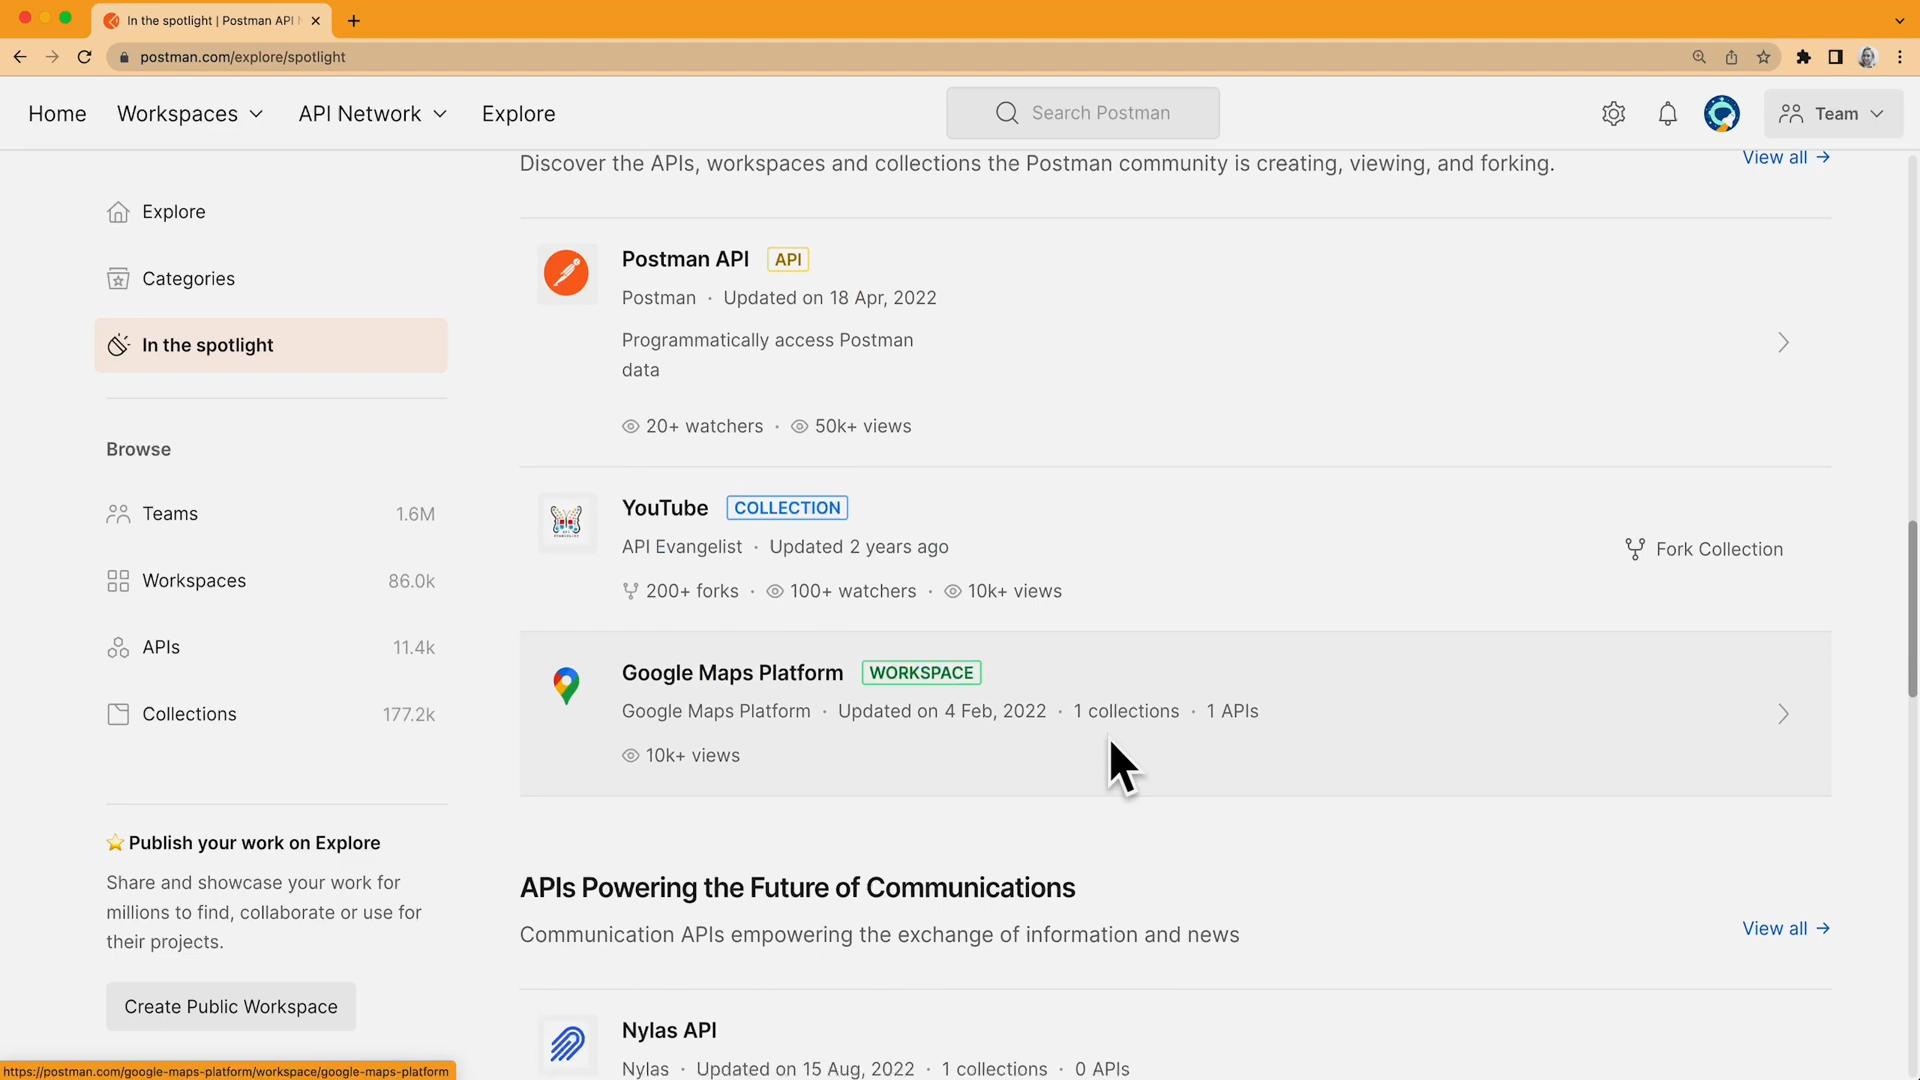 In the spotlight | Postman API
postman.com/explore/spotlight
Home
Workspaces
API Network
Explore
Search Postman
Team
Discover the APIs, workspaces and collections the Postman community is creating, viewing, and forking.
View all →
Explore
Categories
In the spotlight
Browse
Teams 1.6M
Workspaces 86.0k
APIs 11.4k
Collections 177.2k
⭐ Publish your work on Explore
Share and showcase your work for
millions to find, collaborate or use for
their projects.
Create Public Workspace
Postman API API
Postman · Updated on 18 Apr, 2022
Programmatically access Postman
data
20+ watchers · 50k+ views
YouTube COLLECTION
API Evangelist · Updated 2 years ago
200+ forks · 100+ watchers · 10k+ views
Fork Collection
Google Maps Platform WORKSPACE
Google Maps Platform · Updated on 4 Feb, 2022 · 1 collections · 1 APIs
10k+ views
APIs Powering the Future of Communications
Communication APIs empowering the exchange of information and news
View all →
Nylas API
Nylas · Updated on 15 Aug, 2022 · 1 collections · 0 APIs
https://postman.com/google-maps-platform/workspace/google-maps-platform